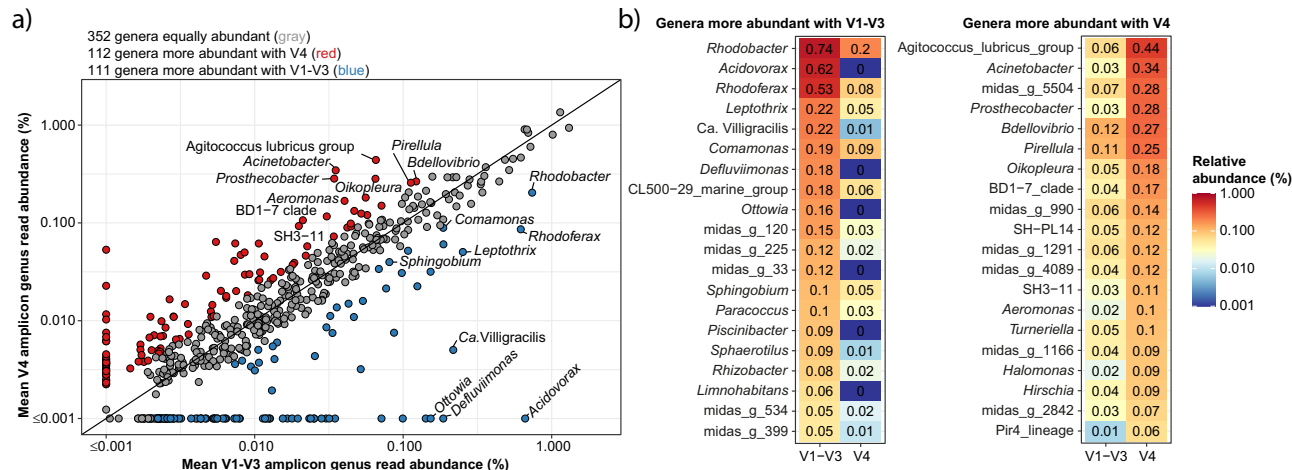 a)
352 genera equally abundant (gray)
112 genera more abundant with V4 (red)
111 genera more abundant with V1-V3 (blue)
Mean V4 amplicon genus read abundance (%)
1.000
0.100
0.010
≤0.001
≤0.001
0.010
0.100
1.000
Mean V1-V3 amplicon genus read abundance (%)
Agitococcus lubricus group
Acinetobacter
Prosthecobacter
Pirellula
Bdellovibrio
Oikopleura
Aeromonas
BD1-7 clade
SH3-11
Rhodobacter
Comamonas
Rhodoferax
Leptothrix
Sphingobium
Ca.Villigracilis
Ottowia
Defluviimonas
Acidovorax
b)
Genera more abundant with V1-V3
Rhodobacter 0.74 0.2
Acidovorax 0.62 0
Rhodoferax 0.53 0.08
Leptothrix 0.22 0.05
Ca. Villigracilis 0.22 0.01
Comamonas 0.19 0.09
Defluviimonas 0.18 0
CL500-29_marine_group 0.18 0.06
Ottowia 0.16 0
midas_g_120 0.15 0.03
midas_g_225 0.12 0.02
midas_g_33 0.12 0
Sphingobium 0.1 0.05
Paracoccus 0.1 0.03
Piscinibacter 0.09 0
Sphaerotilus 0.09 0.01
Rhizobacter 0.08 0.02
Limnohabitans 0.06 0
midas_g_534 0.05 0.02
midas_g_399 0.05 0.01
V1-V3 V4
Genera more abundant with V4
Agitococcus_lubricus_group 0.06 0.44
Acinetobacter 0.03 0.34
midas_g_5504 0.07 0.28
Prosthecobacter 0.03 0.28
Bdellovibrio 0.12 0.27
Pirellula 0.11 0.25
Oikopleura 0.05 0.18
BD1-7_clade 0.04 0.17
midas_g_990 0.06 0.14
SH-PL14 0.05 0.12
midas_g_1291 0.06 0.12
midas_g_4089 0.04 0.12
SH3-11 0.03 0.11
Aeromonas 0.02 0.1
Turneriella 0.05 0.1
midas_g_1166 0.04 0.09
Halomonas 0.02 0.09
Hirschia 0.04 0.09
midas_g_2842 0.03 0.07
Pir4_lineage 0.01 0.06
V1-V3 V4
Relative
abundance (%)
1.000
0.100
0.010
0.001